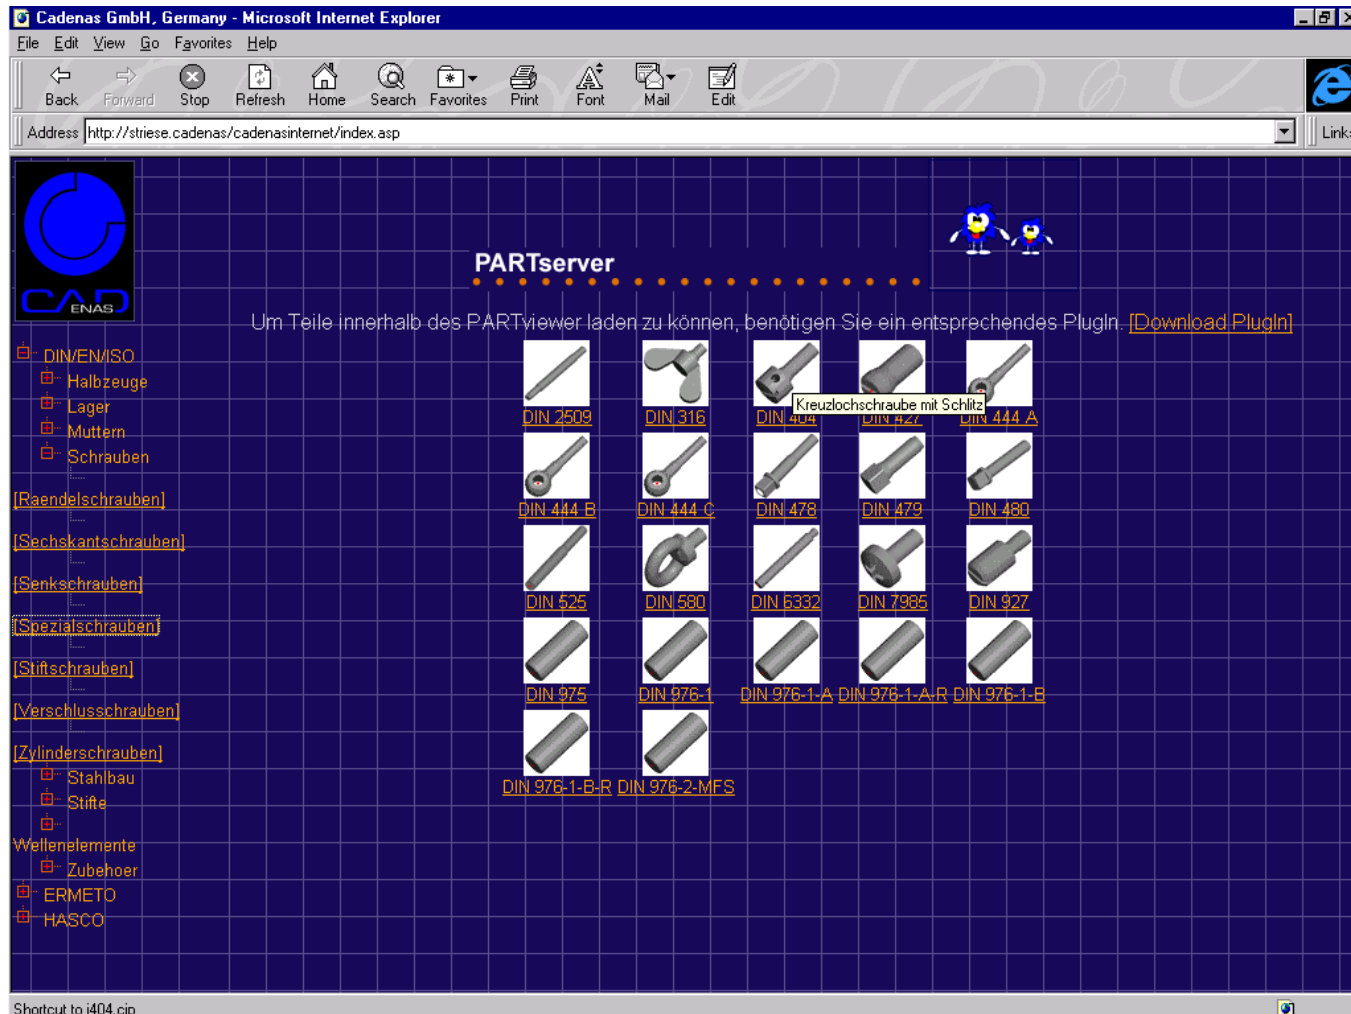 Cadenas GmbH, Germany - Microsoft Internet Explorer
File Edit View Go Favorites Help
Back Forward Stop Refresh Home Search Favorites Print Font Mail Edit
Address http://striese.cadenas/cadenasinternet/index.asp Links
CAD
ENAS
PARTserver
Um Teile innerhalb des PARTviewer laden zu können, benötigen Sie ein entsprechendes PlugIn. [Download PlugIn]
DIN/EN/ISO
Halbzeuge
Lager
Muttern
Schrauben
[Raendelschrauben]
[Sechskantschrauben]
[Senkschrauben]
[Spezialschrauben]
[Stiftschrauben]
[Verschlusschrauben]
[Zylinderschrauben]
Stahlbau
Stifte
Wellenelemente
Zubehoer
ERMETO
HASCO
Kreuzlochschraube mit Schlitz
DIN 2509 DIN 316 DIN 404 DIN 427 DIN 444 A
DIN 444 B DIN 444 C DIN 478 DIN 479 DIN 480
DIN 525 DIN 580 DIN 6332 DIN 7985 DIN 927
DIN 975 DIN 976-1 DIN 976-1-A DIN 976-1-A-R DIN 976-1-B
DIN 976-1-B-R DIN 976-2-MFS
Shortcut to i404.cip